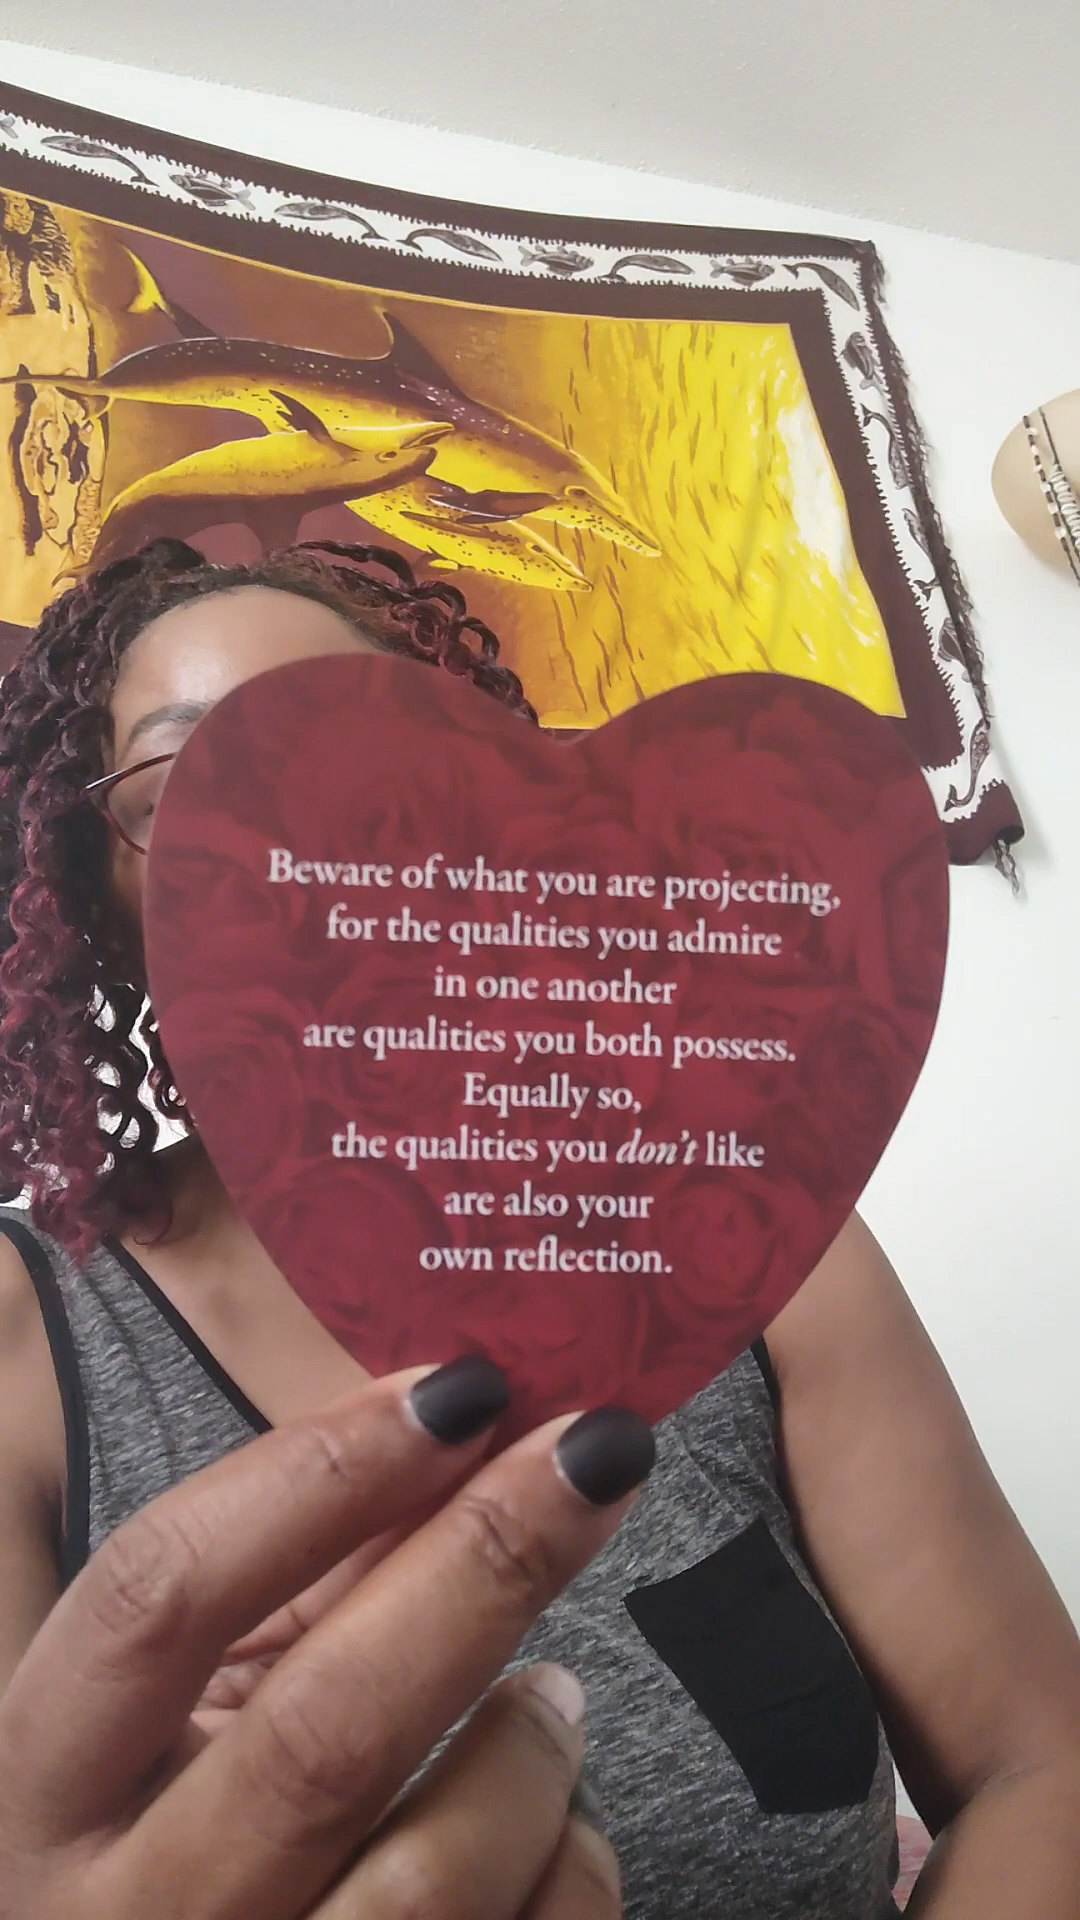 Beware of what you are projecting,
for the qualities you admire
in one another
are qualities you both possess.
Equally so,
the qualities you don't like
are also your
own reflection.